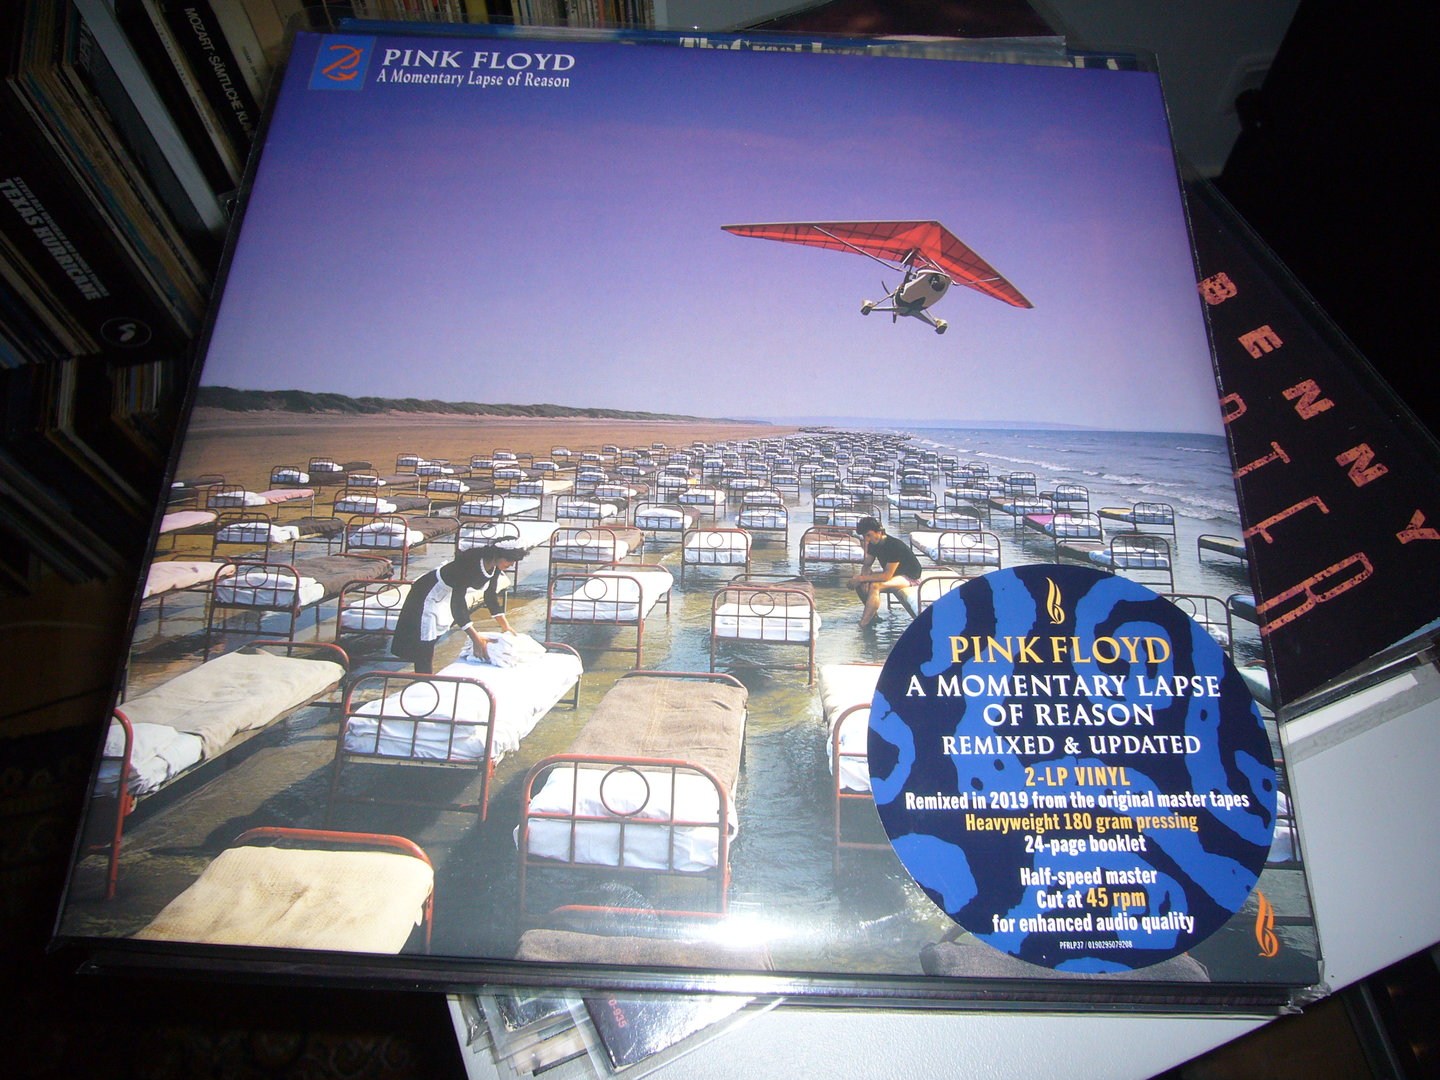 PINK FLOYD
A Momentary Lapse of Reason
MOZART · SÄMTLICHE
TEXAS HURRICANE
BENNY
PINK FLOYD
A MOMENTARY LAPSE
OF REASON
REMIXED & UPDATED
2-LP VINYL
Remixed in 2019 from the original master tapes
Heavyweight 180 gram pressing
24-page booklet
Half-speed master
Cut at 45 rpm
for enhanced audio quality
PFRLP37 / 0190295079208